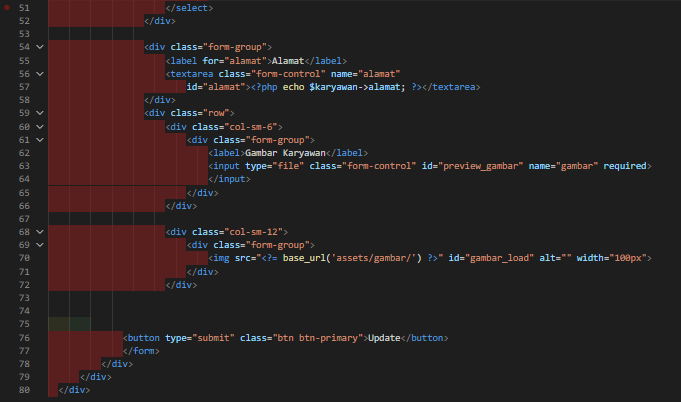 51 </select>
52 </div>
53
54 <div class="form-group">
55 <label for="alamat">Alamat</label>
56 <textarea class="form-control" name="alamat"
57 id="alamat"><?php echo $karyawan->alamat; ?></textarea>
58 </div>
59 <div class="row">
60 <div class="col-sm-6">
61 <div class="form-group">
62 <label>Gambar Karyawan</label>
63 <input type="file" class="form-control" id="preview_gambar" name="gambar" required>
64 </input>
65 </div>
66 </div>
67
68 <div class="col-sm-12">
69 <div class="form-group">
70 <img src="<?= base_url('assets/gambar/') ?>" id="gambar_load" alt="" width="100px">
71 </div>
72 </div>
73
74
75
76 <button type="submit" class="btn btn-primary">Update</button>
77 </form>
78 </div>
79 </div>
80 </div>